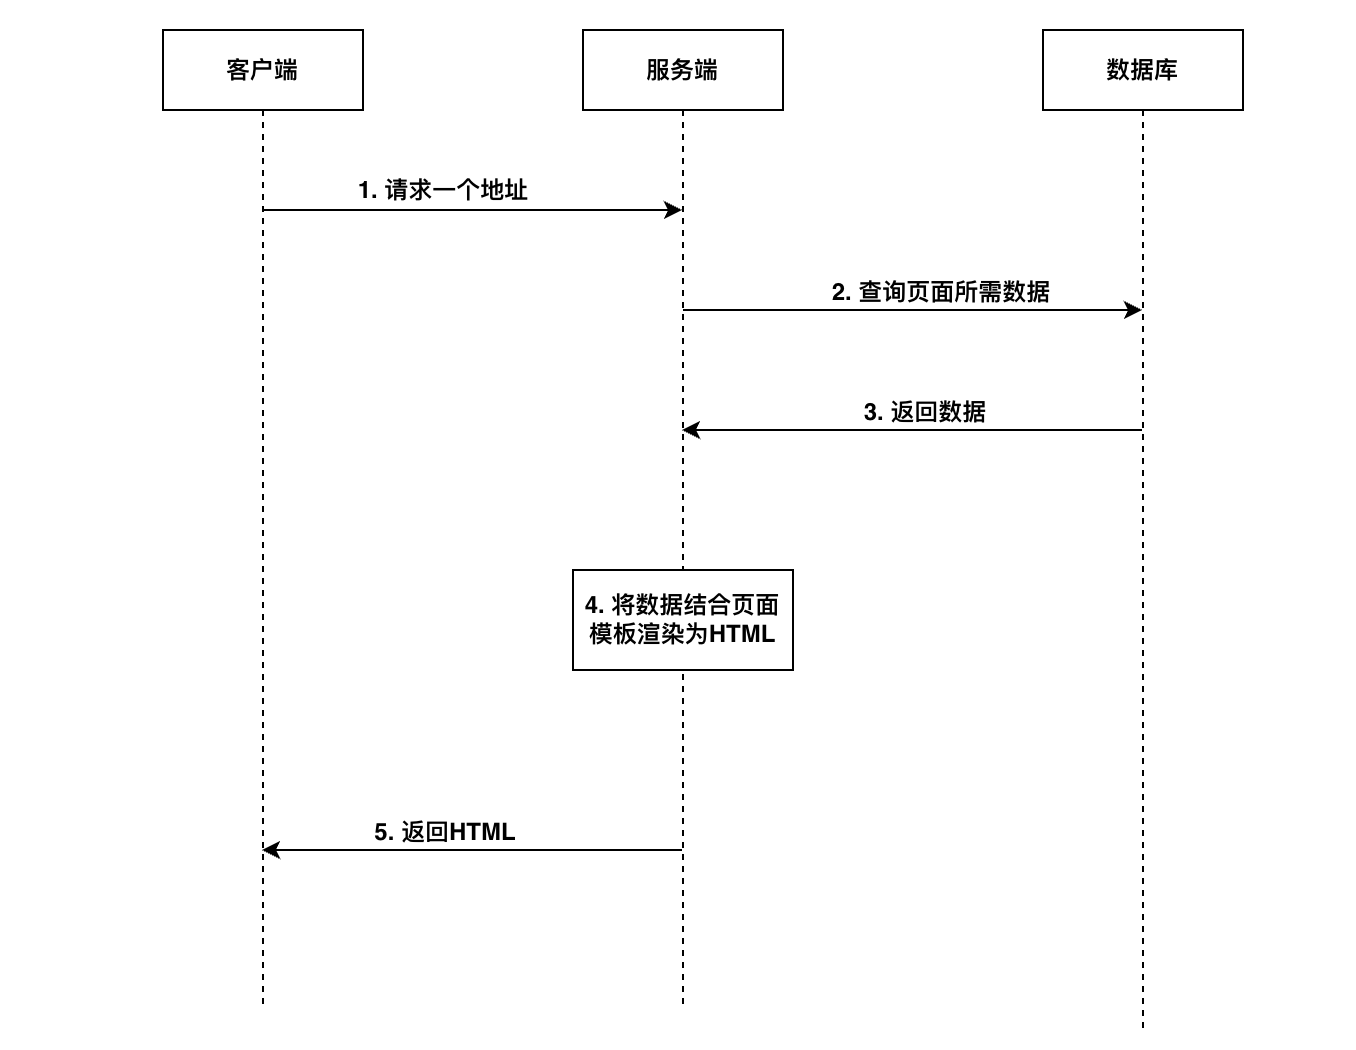 客户端
服务端
数据库
1. 请求一个地址
2. 查询页面所需数据
3. 返回数据
4. 将数据结合页面
模板渲染为HTML
5. 返回HTML